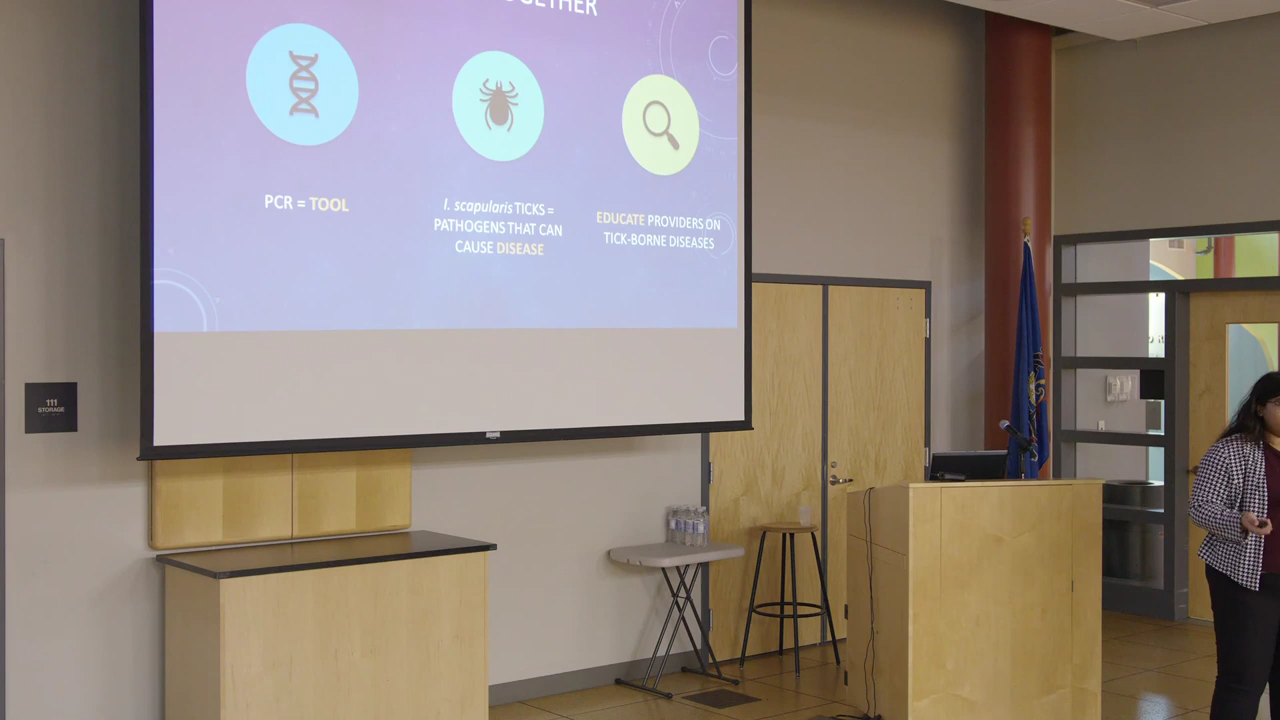 PCR = TOOL
I. scapularis TICKS =
PATHOGENS THAT CAN
CAUSE DISEASE
EDUCATE PROVIDERS ON
TICK-BORNE DISEASES
111
STORAGE